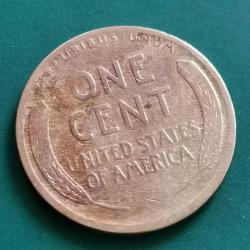 E PLURIBUS UNUM
ONE
CENT
UNITED STATES
OF AMERICA